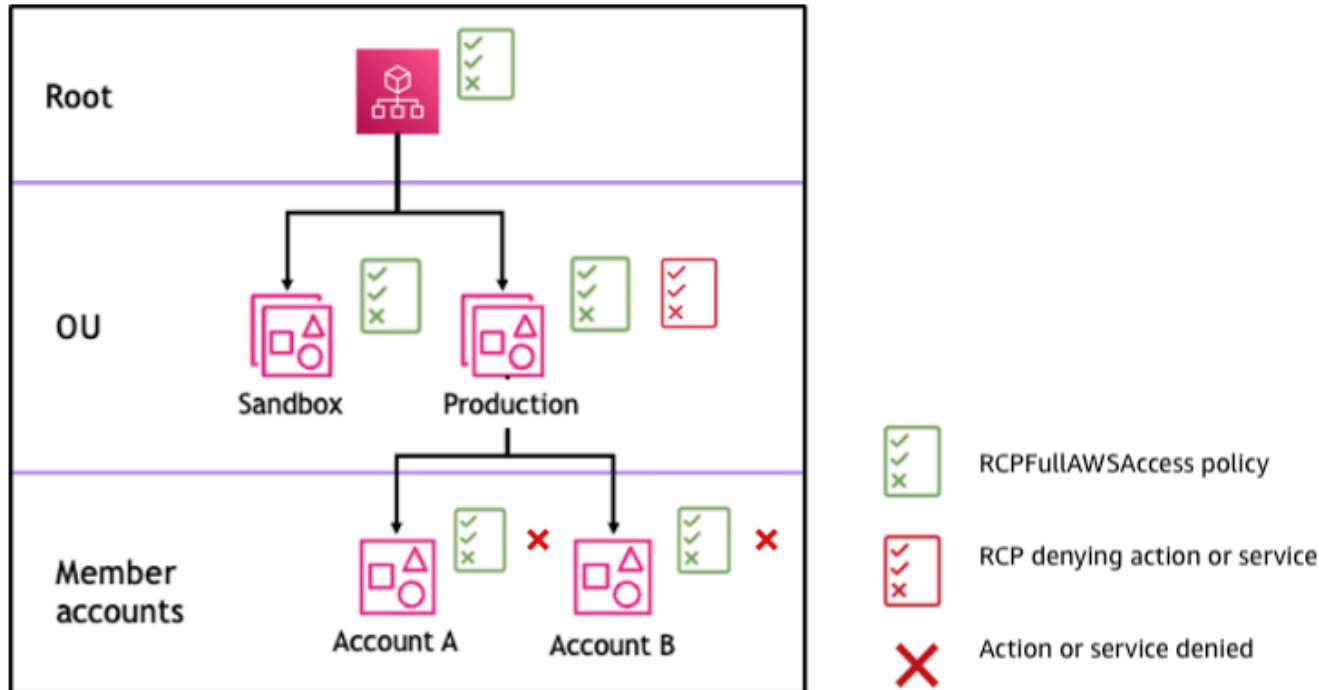 Root
OU
Sandbox
Production
Member
accounts
Account A
Account B
RCPFullAWSAccess policy
RCP denying action or service
Action or service denied